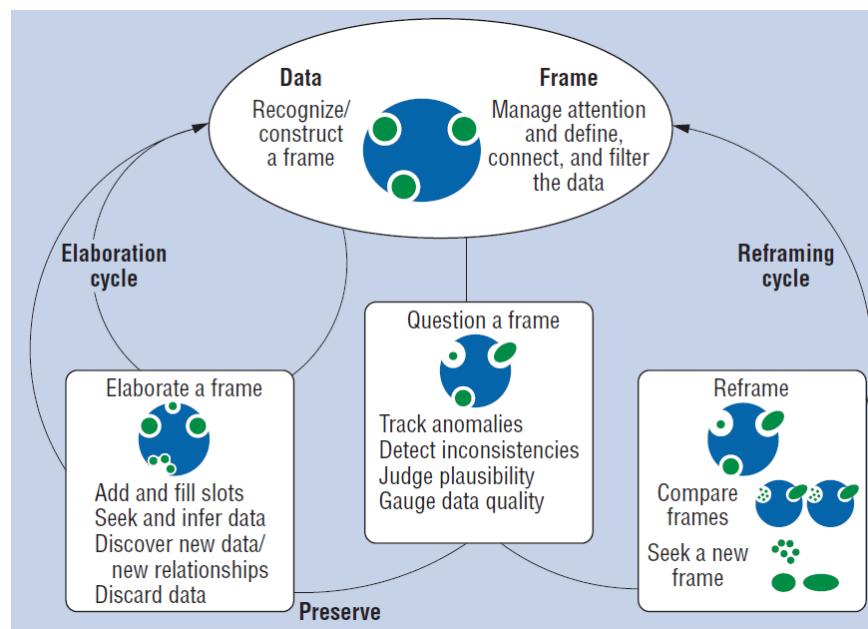 Data
Recognize/
construct
a frame
Frame
Manage attention
and define,
connect, and filter
the data
Elaboration
cycle
Reframing
cycle
Question a frame
Track anomalies
Detect inconsistencies
Judge plausibility
Gauge data quality
Elaborate a frame
Add and fill slots
Seek and infer data
Discover new data/
new relationships
Discard data
Reframe
Compare
frames
Seek a new
frame
Preserve